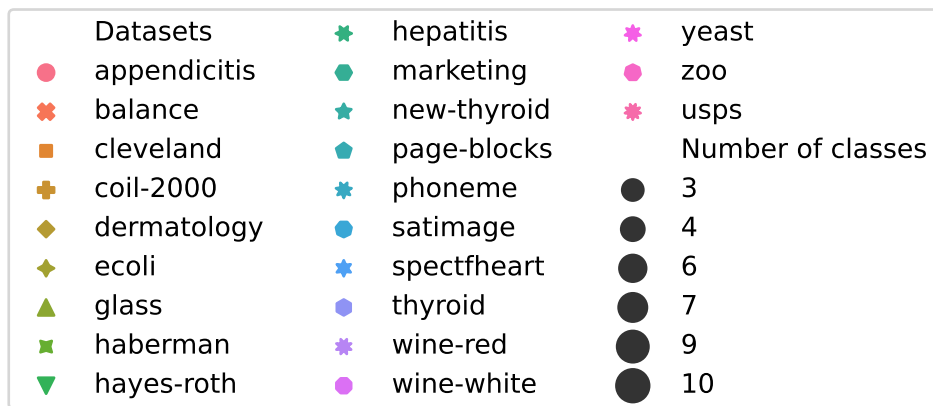 Datasets
appendicitis
balance
cleveland
coil-2000
dermatology
ecoli
glass
haberman
hayes-roth
hepatitis
marketing
new-thyroid
page-blocks
phoneme
satimage
spectfheart
thyroid
wine-red
wine-white
yeast
zoo
usps
Number of classes
3
4
6
7
9
10